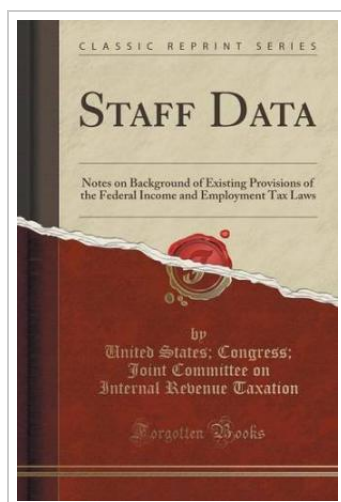 CLASSIC REPRINT SERIES
STAFF DATA
Notes on Background of Existing Provisions of
the Federal Income and Employment Tax Laws
by
United States; Congress;
Joint Committee on
Internal Revenue Taxation
Forgotten Books